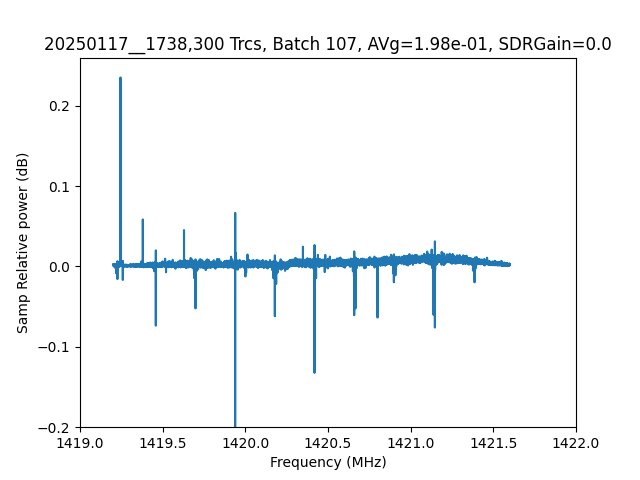 20250117__1738,300 Trcs, Batch 107, AVg=1.98e-01, SDRGain=0.0
Samp Relative power (dB)
0.2
0.1
0.0
−0.1
−0.2
1419.0 1419.5 1420.0 1420.5 1421.0 1421.5 1422.0
Frequency (MHz)